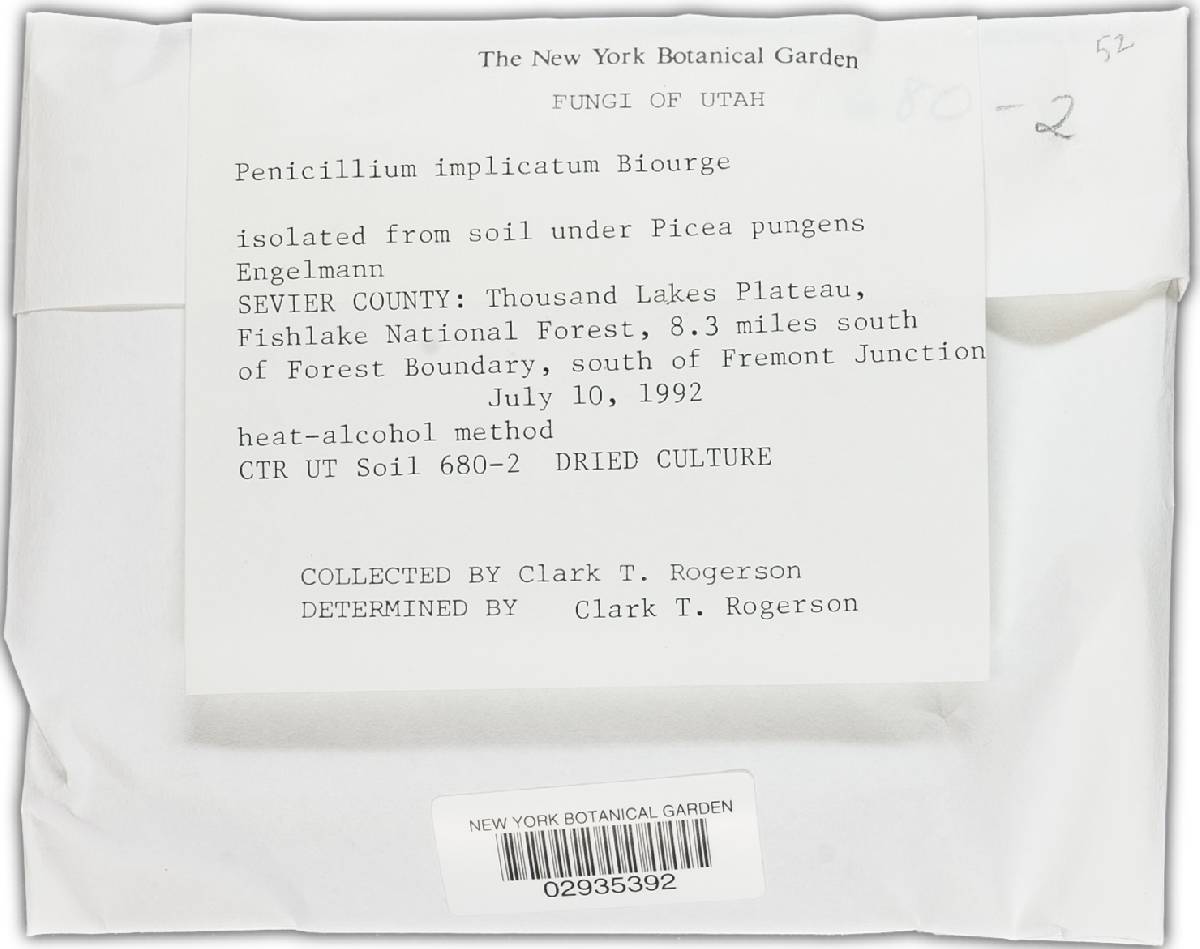 The New York Botanical Garden
52
FUNGI OF UTAH
80-2
Penicillium implicatum Biourge
isolated from soil under Picea pungens
Engelmann
SEVIER COUNTY: Thousand Lakes Plateau,
Fishlake National Forest, 8.3 miles south
of Forest Boundary, south of Fremont Junction
July 10, 1992
heat-alcohol method
CTR UT Soil 680-2 DRIED CULTURE
COLLECTED BY Clark T. Rogerson
DETERMINED BY Clark T. Rogerson
NEW YORK BOTANICAL GARDEN
02935392